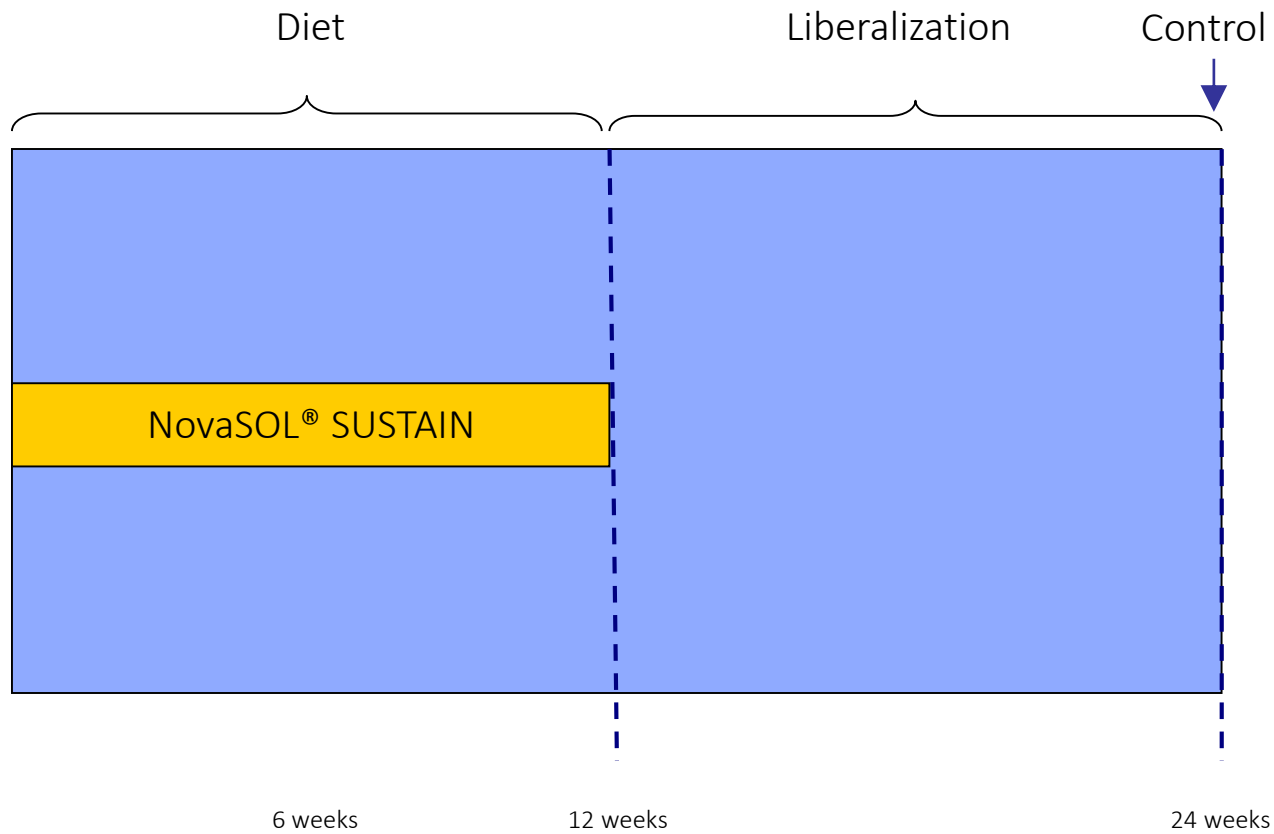 Diet
Liberalization
Control
NovaSOL® SUSTAIN
6 weeks
12 weeks
24 weeks